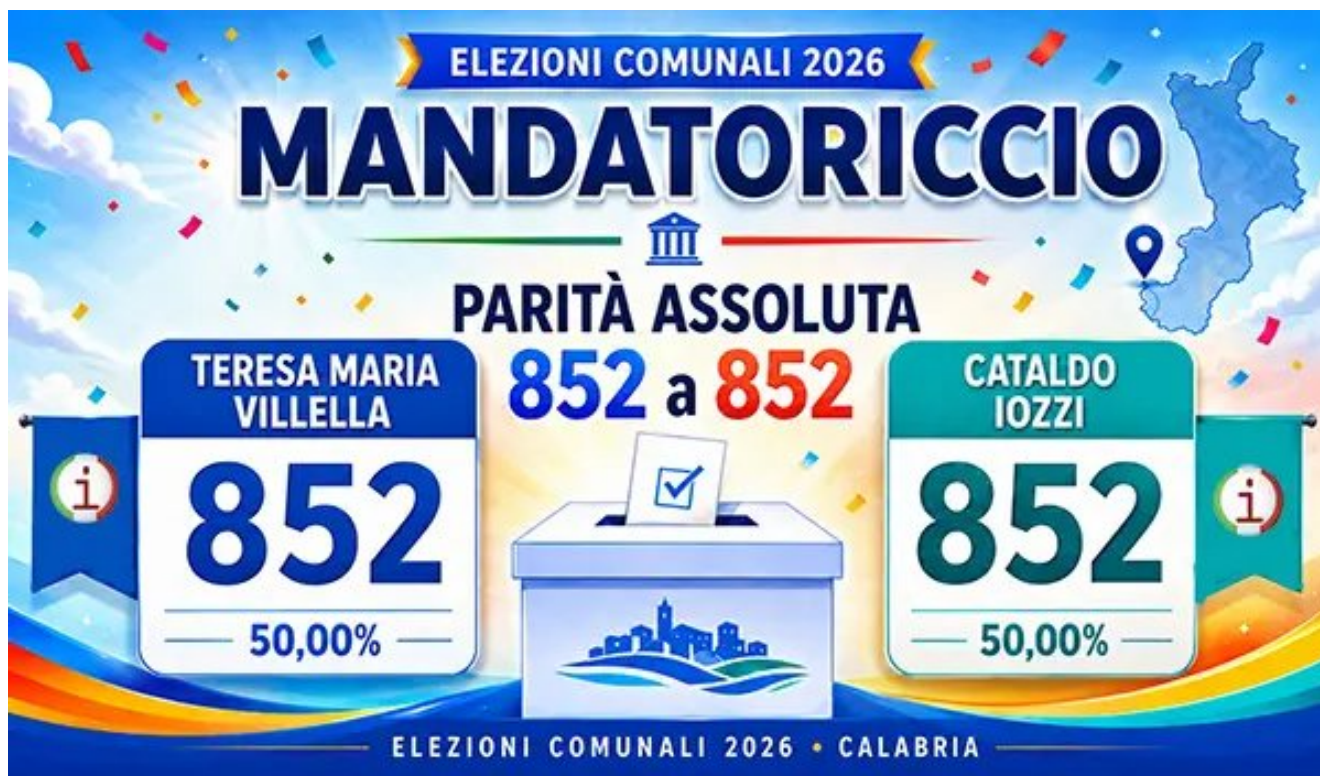 ELEZIONI COMUNALI 2026
MANDATORICCIO
PARITÀ ASSOLUTA
852 a 852
TERESA MARIA
VILLELLA
852
50,00%
i
CATALDO
IOZZI
852
50,00%
i
ELEZIONI COMUNALI 2026 • CALABRIA